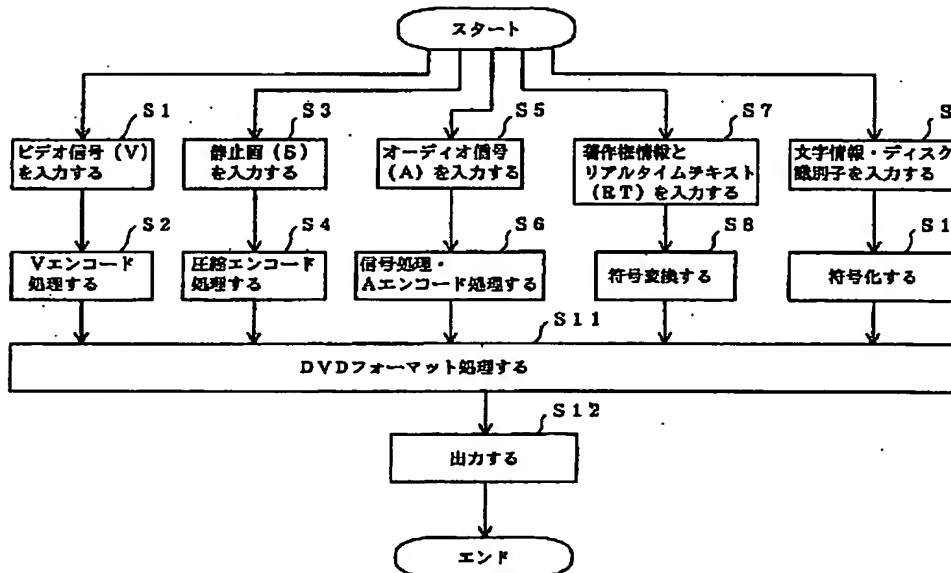 スタート
S1
S3
S5
S7
S
ビデオ信号(V)
を入力する
静止画(S)
を入力する
オーディオ信号
(A)を入力する
著作権情報と
リアルタイムテキスト
(RT)を入力する
文字情報・ディスク
識別子を入力する
S2
S4
S6
S8
S1
Vエンコード
処理する
圧縮エンコード
処理する
信号処理・
Aエンコード処理する
符号変換する
符号化する
S11
DVDフォーマット処理する
S12
出力する
エンド